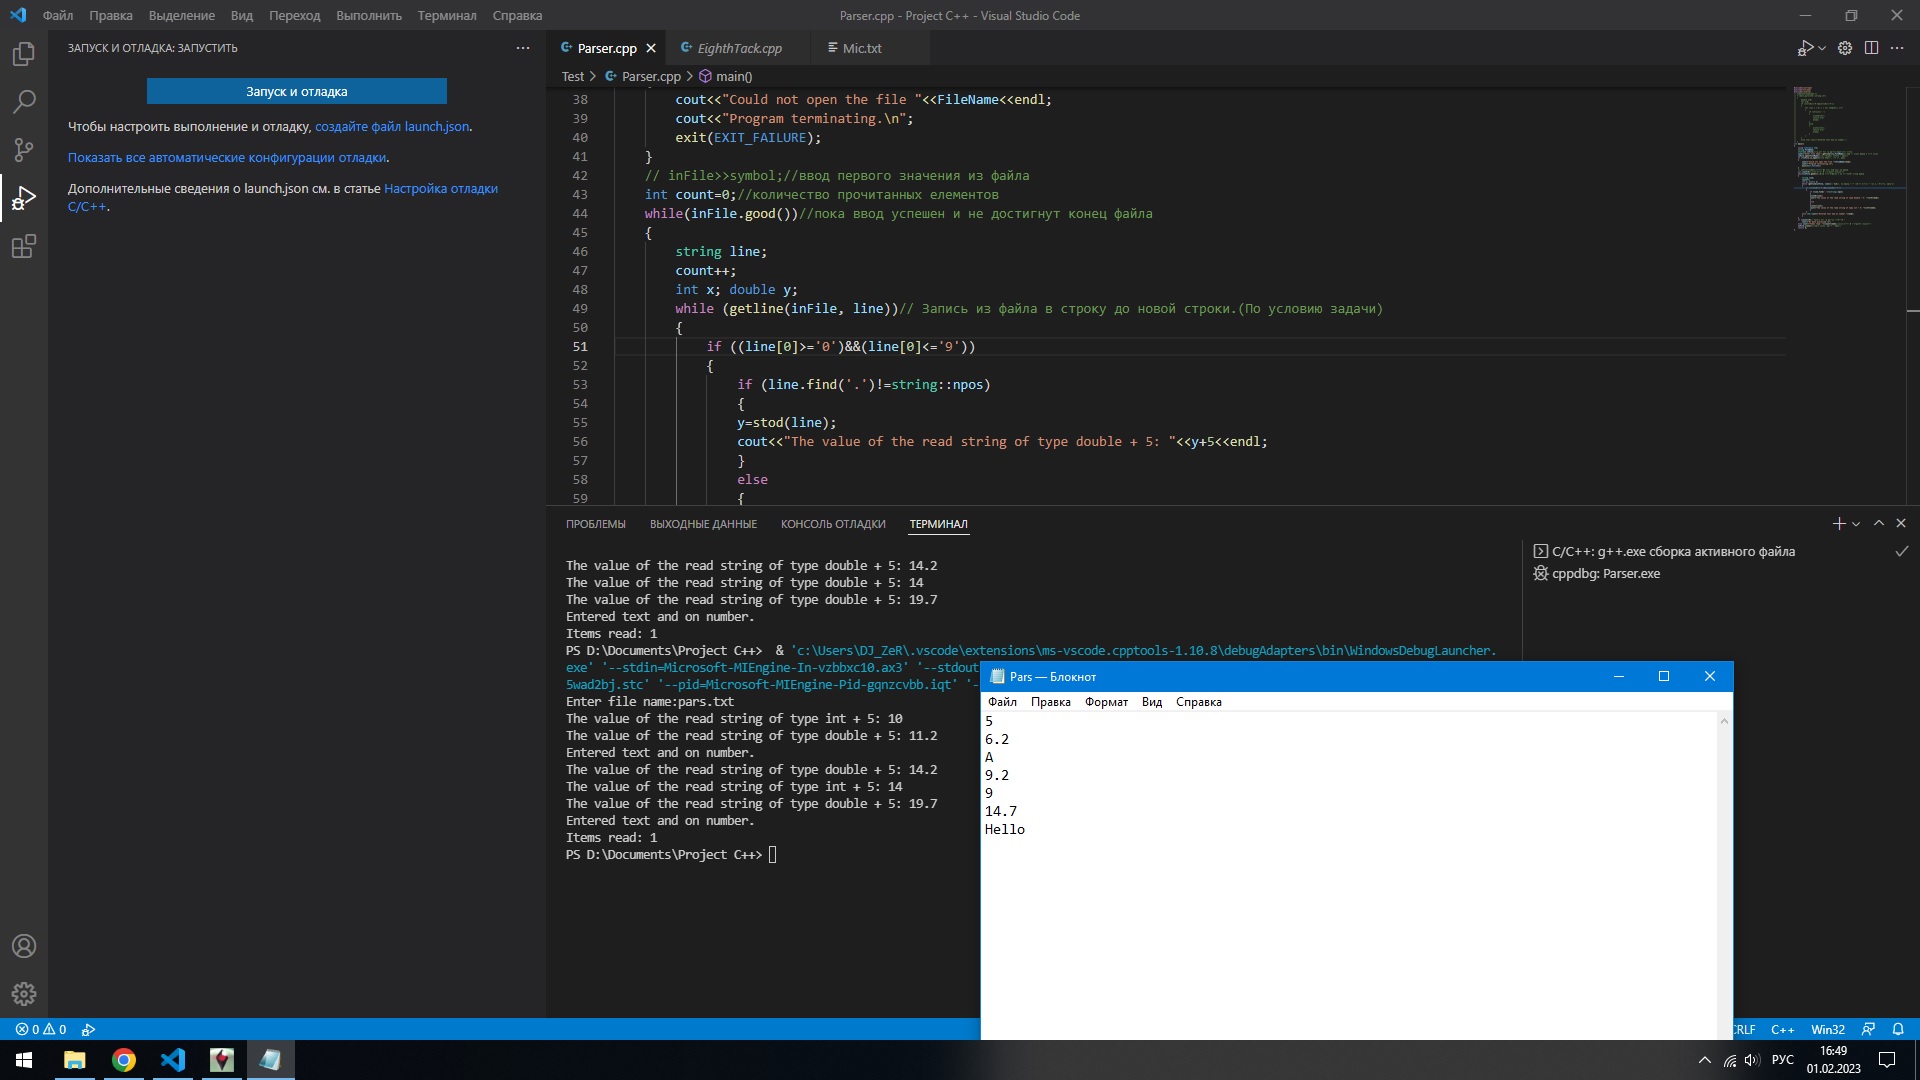 Файл Правка Выделение Вид Переход Выполнить Терминал Справка
Parser.cpp - Project C++ - Visual Studio Code
ЗАПУСК И ОТЛАДКА: ЗАПУСТИТЬ
Запуск и отладка
Чтобы настроить выполнение и отладку, создайте файл launch.json.
Показать все автоматические конфигурации отладки.
Дополнительные сведения о launch.json см. в статье Настройка отладки
C/C++.
Parser.cpp EighthTack.cpp Mic.txt
Test > Parser.cpp > main()
38 cout<<"Could not open the file "<<FileName<<endl;
39 cout<<"Program terminating.\n";
40 exit(EXIT_FAILURE);
41 }
42 // inFile>>symbol;//ввод первого значения из файла
43 int count=0;//количество прочитанных елементов
44 while(inFile.good())//пока ввод успешен и не достигнут конец файла
45 {
46 string line;
47 count++;
48 int x; double y;
49 while (getline(inFile, line))// Запись из файла в строку до новой строки.(По условию задачи)
50 {
51 if ((line[0]>='0')&&(line[0]<='9'))
52 {
53 if (line.find('.')!=string::npos)
54 {
55 y=stod(line);
56 cout<<"The value of the read string of type double + 5: "<<y+5<<endl;
57 }
58 else
59 {
ПРОБЛЕМЫ ВЫХОДНЫЕ ДАННЫЕ КОНСОЛЬ ОТЛАДКИ ТЕРМИНАЛ
The value of the read string of type double + 5: 14.2
The value of the read string of type double + 5: 14
The value of the read string of type double + 5: 19.7
Entered text and on number.
Items read: 1
PS D:\Documents\Project C++> & 'c:\Users\DJ_ZeR\.vscode\extensions\ms-vscode.cpptools-1.10.8\debugAdapters\bin\WindowsDebugLauncher.
exe' '--stdin=Microsoft-MIEngine-In-vzbbxc10.ax3' '--stdout
5wad2bj.stc' '--pid=Microsoft-MIEngine-Pid-gqnzcvbb.iqt' '-
Enter file name:pars.txt
The value of the read string of type int + 5: 10
The value of the read string of type double + 5: 11.2
Entered text and on number.
The value of the read string of type double + 5: 14.2
The value of the read string of type int + 5: 14
The value of the read string of type double + 5: 19.7
Entered text and on number.
Items read: 1
PS D:\Documents\Project C++>
C/C++: g++.exe сборка активного файла
cppdbg: Parser.exe
Pars — Блокнот
Файл Правка Формат Вид Справка
5
6.2
A
9.2
9
14.7
Hello
0 0
CRLF C++ Win32
РУС
16:49
01.02.2023